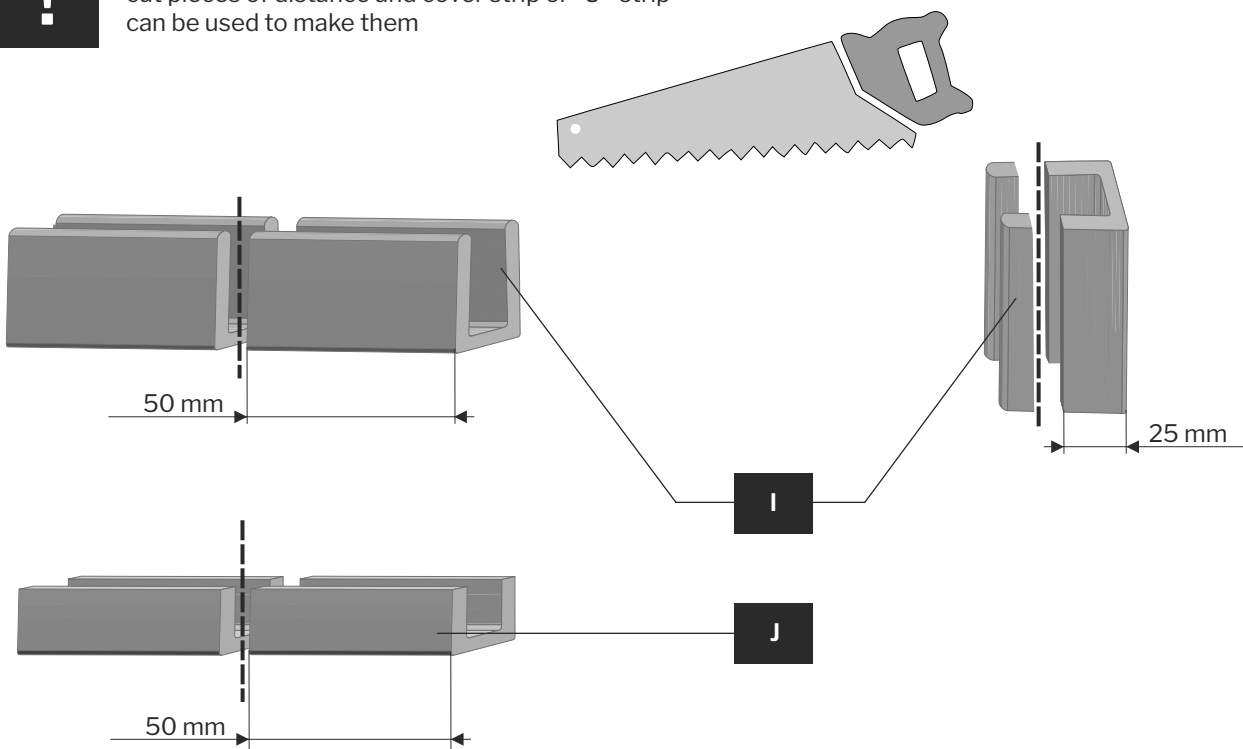 !
cut pieces of distance and cover strip or "U" strip
can be used to make them
50 mm
25 mm
I
J
50 mm